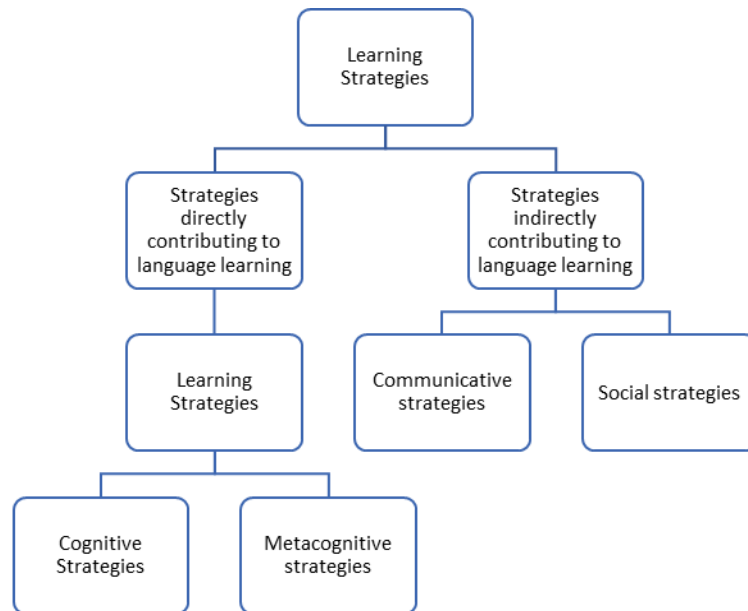 Learning
Strategies
Strategies
directly
contributing to
language learning
Strategies
indirectly
contributing to
language learning
Learning
Strategies
Communicative
strategies
Social strategies
Cognitive
Strategies
Metacognitive
strategies